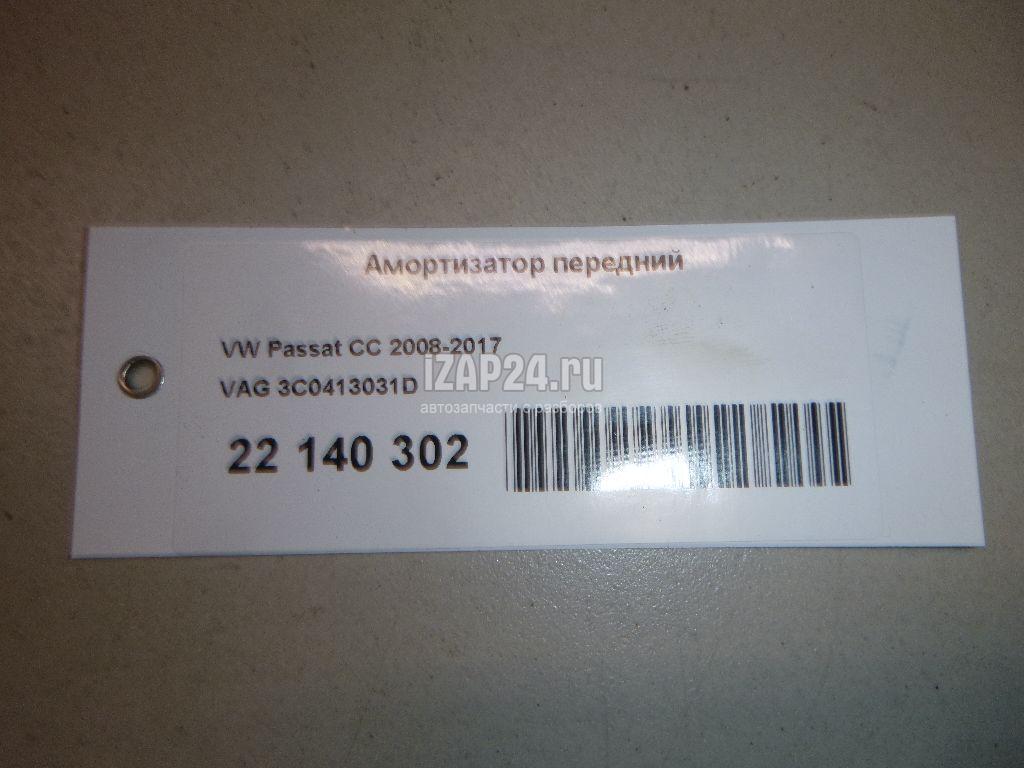 Амортизатор передний
VW Passat CC 2008-2017
iZAP24.ru
VAG 3C0413031D
автозапчасти с разборов
22 140 302